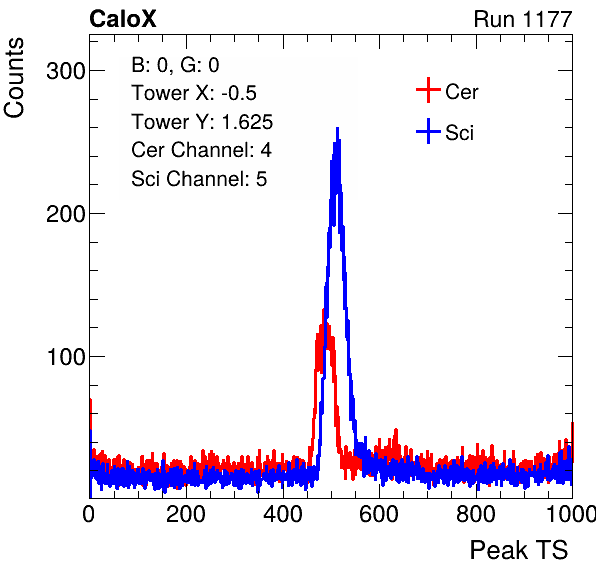 CaloX Run 1177
Counts
300
200
100
B: 0, G: 0
Tower X: -0.5
Tower Y: 1.625
Cer Channel: 4
Sci Channel: 5
Cer
Sci
0 200 400 600 800 1000
Peak TS